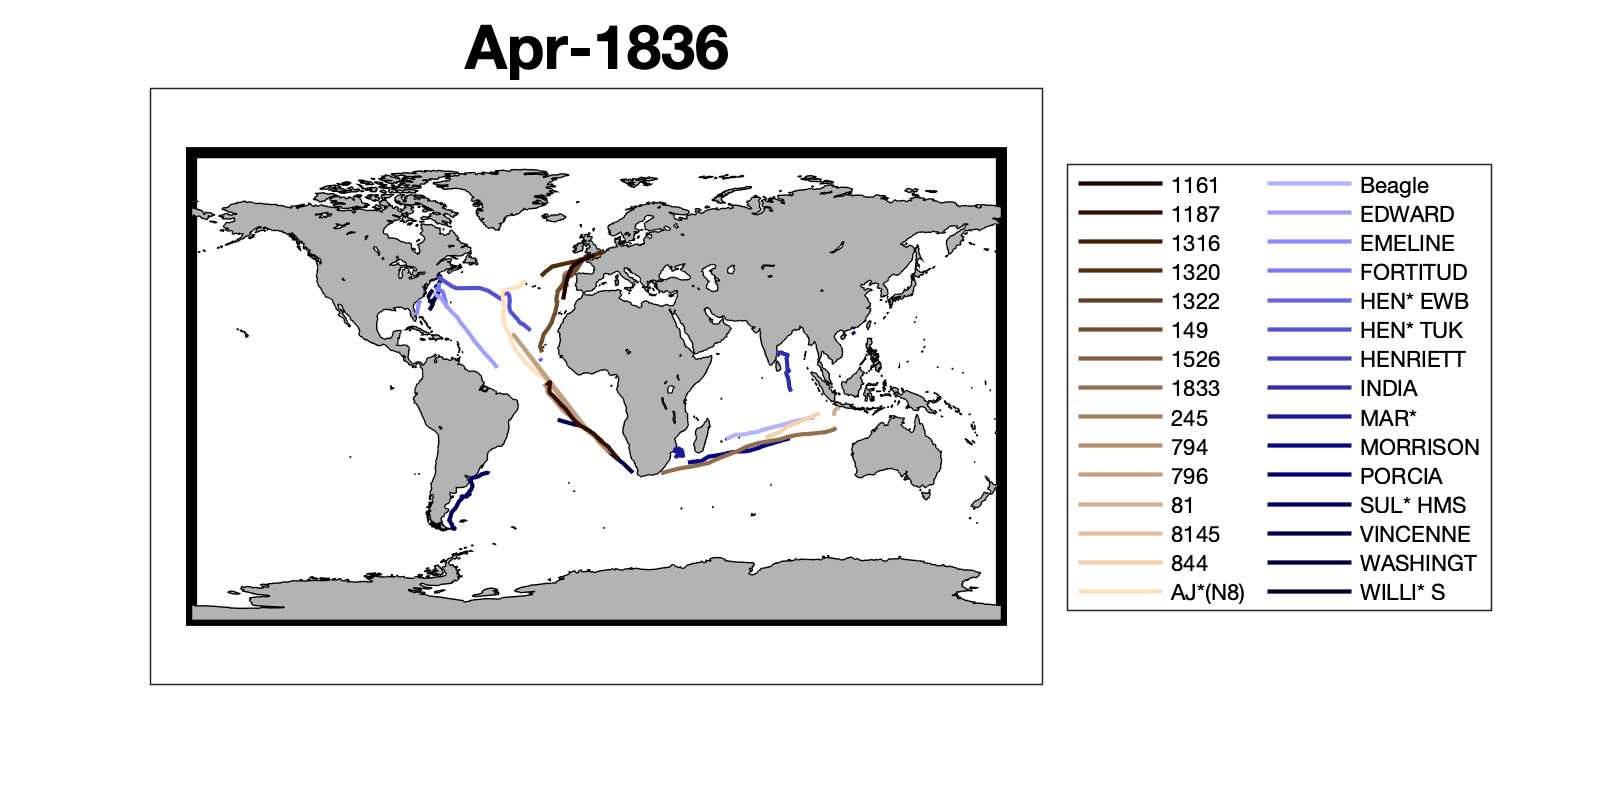 Apr-1836
1161
1187
1316
1320
1322
149
1526
1833
245
794
796
81
8145
844
AJ*(N8)
Beagle
EDWARD
EMELINE
FORTITUD
HEN* EWB
HEN* TUK
HENRIETT
INDIA
MAR*
MORRISON
PORCIA
SUL* HMS
VINCENNE
WASHINGT
WILLI* S